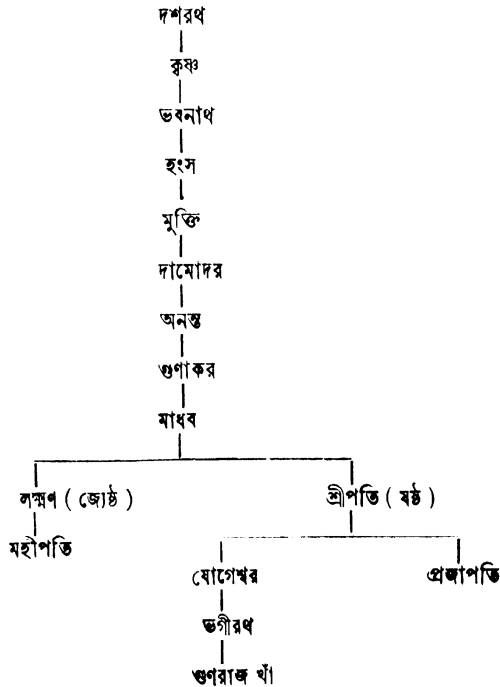 দশরথ
কৃষ্ণ
ভবনাথ
হংস
মুক্তি
দামোদর
অনন্ত
গুণাকর
মাধব
লক্ষ্মণ ( জ্যেষ্ঠ ) শ্রীপতি ( ষষ্ঠ )
মহীপতি
যোগেশ্বর প্রজাপতি
ভগীরথ
গুণরাজ খাঁ